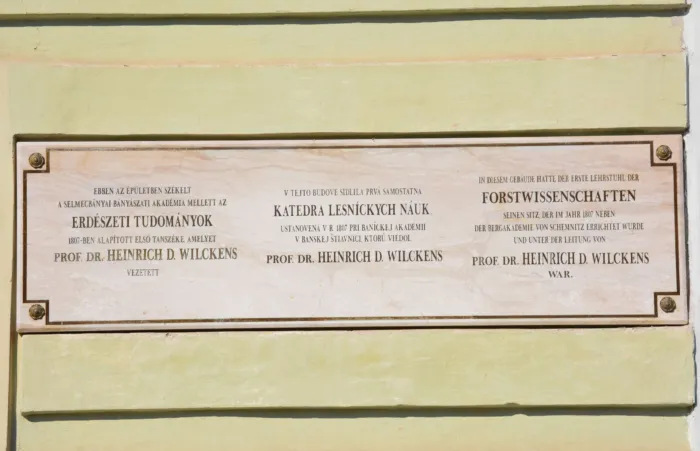 EBBEN AZ ÉPÜLETBEN SZÉKELT
A SELMECBÁNYAI BÁNYÁSZATI AKADÉMIA MELLETT AZ
ERDÉSZETI TUDOMÁNYOK
1807-BEN ALAPÍTOTT ELSŐ TANSZÉKE, AMELYET
PROF. DR. HEINRICH D. WILCKENS
VEZETETT
V TEJTO BUDOVE SÍDLILA PRVÁ SAMOSTATNÁ
KATEDRA LESNÍCKYCH NÁUK,
USTANOVENÁ V R. 1807 PRI BANÍCKEJ AKADÉMII
V BANSKEJ ŠTIAVNICI, KTORÚ VIEDOL
PROF. DR. HEINRICH D. WILCKENS
IN DIESEM GEBÄUDE HATTE DER ERSTE LEHRSTUHL DER
FORSTWISSENSCHAFTEN
SEINEN SITZ, DER IM JAHR 1807 NEBEN
DER BERGAKADEMIE VON SCHEMNITZ ERRICHTET WURDE
UND UNTER DER LEITUNG VON
PROF. DR. HEINRICH D. WILCKENS
WAR.